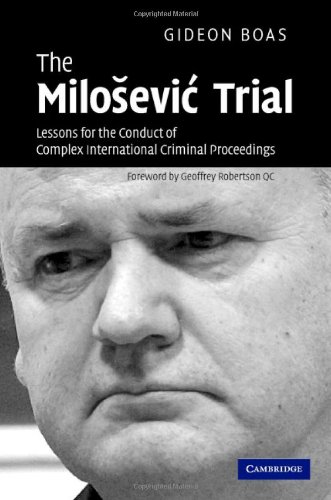 GIDEON BOAS
The
Milošević Trial
Lessons for the Conduct of
Complex International Criminal Proceedings
Foreword by Geoffrey Robertson QC
CAMBRIDGE